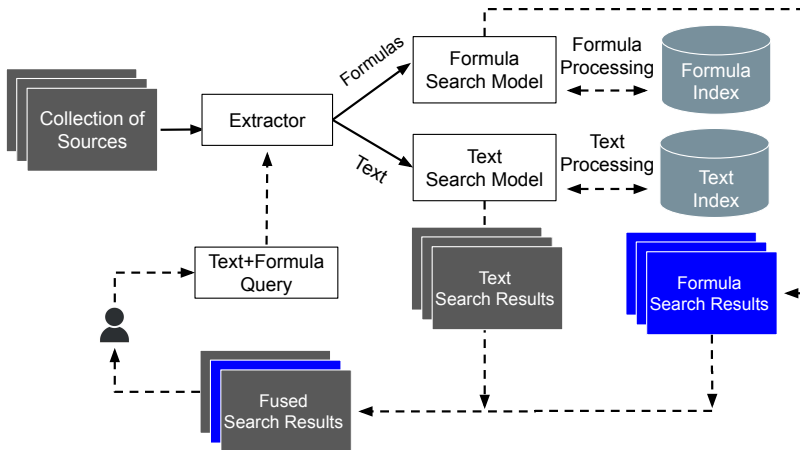 Formulas
Formula
Search Model
Formula
Processing
Formula
Index
Collection of
Sources
Extractor
Text
Text
Search Model
Text
Processing
Text
Index
Text+Formula
Query
Text
Search Results
Formula
Search Results
Fused
Search Results